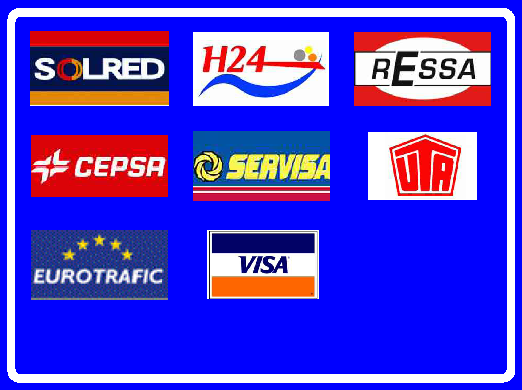 SOLRED
H24
RESSA
CEPSA
SERVISA
UTA
EUROTRAFIC
VISA